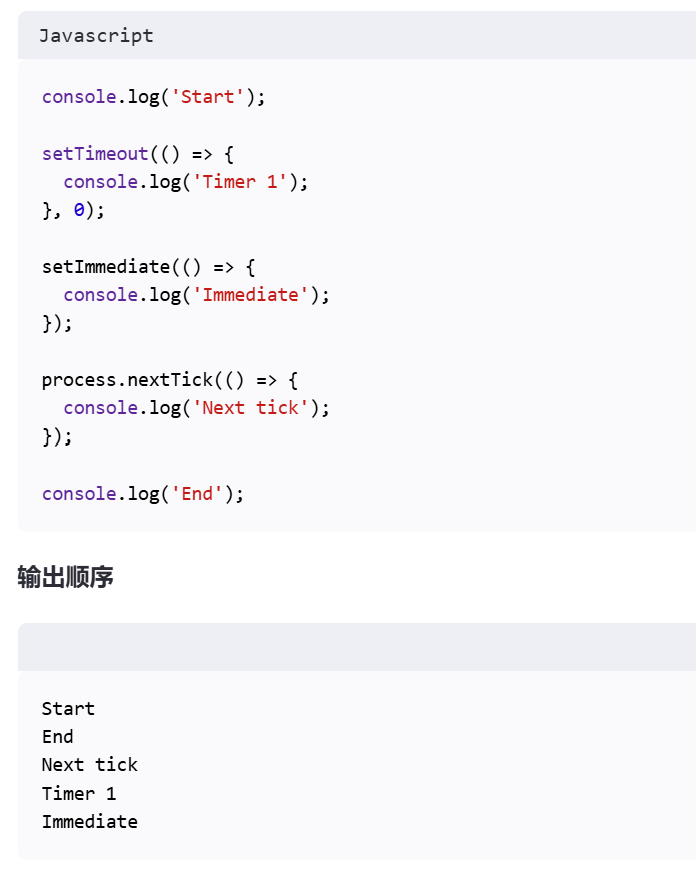 Javascript
console.log('Start');
setTimeout(() => {
  console.log('Timer 1');
}, 0);
setImmediate(() => {
  console.log('Immediate');
});
process.nextTick(() => {
  console.log('Next tick');
});
console.log('End');
输出顺序
Start
End
Next tick
Timer 1
Immediate